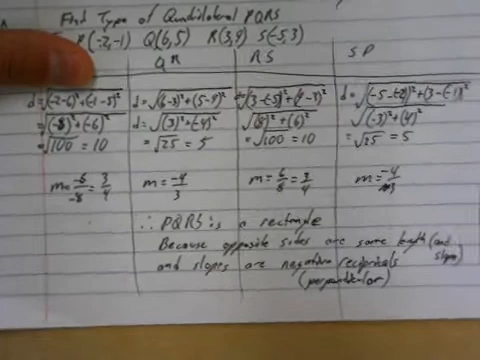 Find Type of Quadrilateral PQRS
P(-2,-1) Q(6,5) R(3,9) S(-5,3)
QR RS SP
d=√(-2-6)²+(-1-5)² d=√(6-3)²+(5-9)² √(3-(-5))²+(9-3)² d=√(-5-(-2))²+(3-(-1))²
=√(-8)²+(-6)² d=√(3)²+(-4)² √(8)²+(6)² √(-3)²+(4)²
=√100 = 10 =√25 = 5 =√100 = 10 =√25 = 5
m=-6/-8=3/4 m=-4/3 m=6/8=3/4 m=-4/3
∴ PQRS is a rectangle
Because opposite sides are same length (and slope)
and slopes are negative reciprocals
(perpendicular)